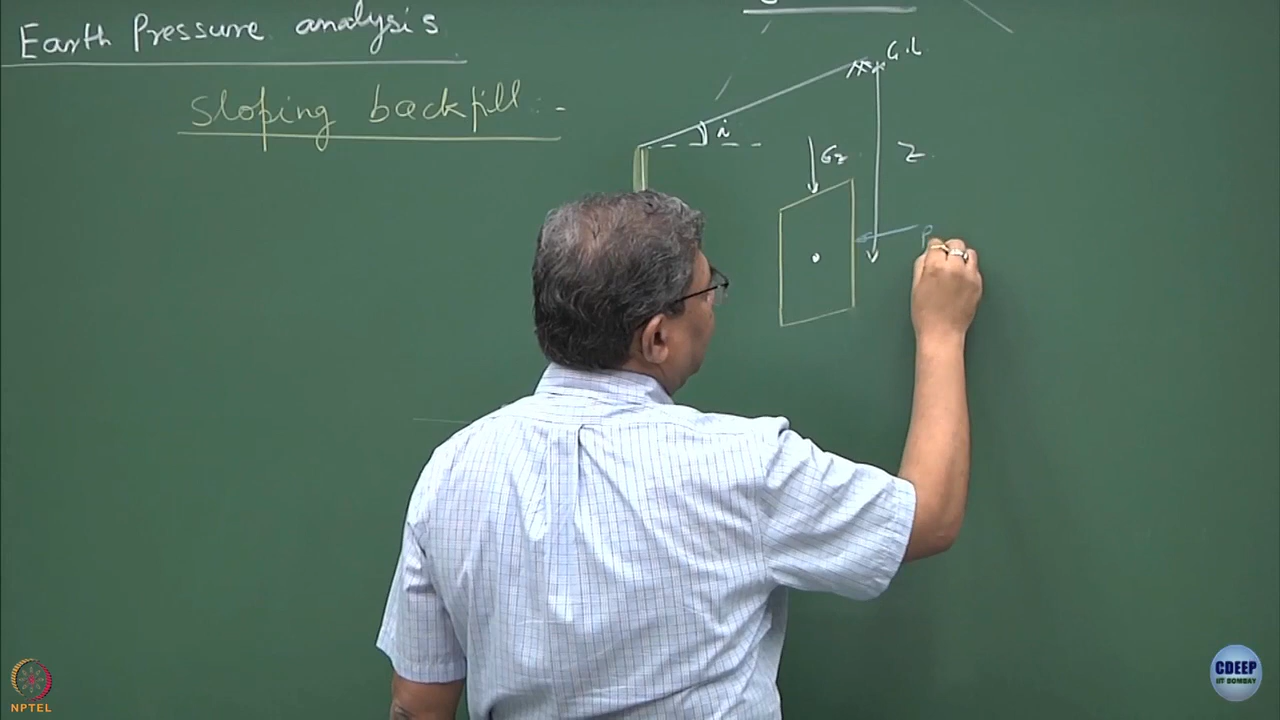 Earth Pressure analysis
Sloping backfill :-
G.L.
i
σz
Z
P
NPTEL
CDEEP
IIT BOMBAY